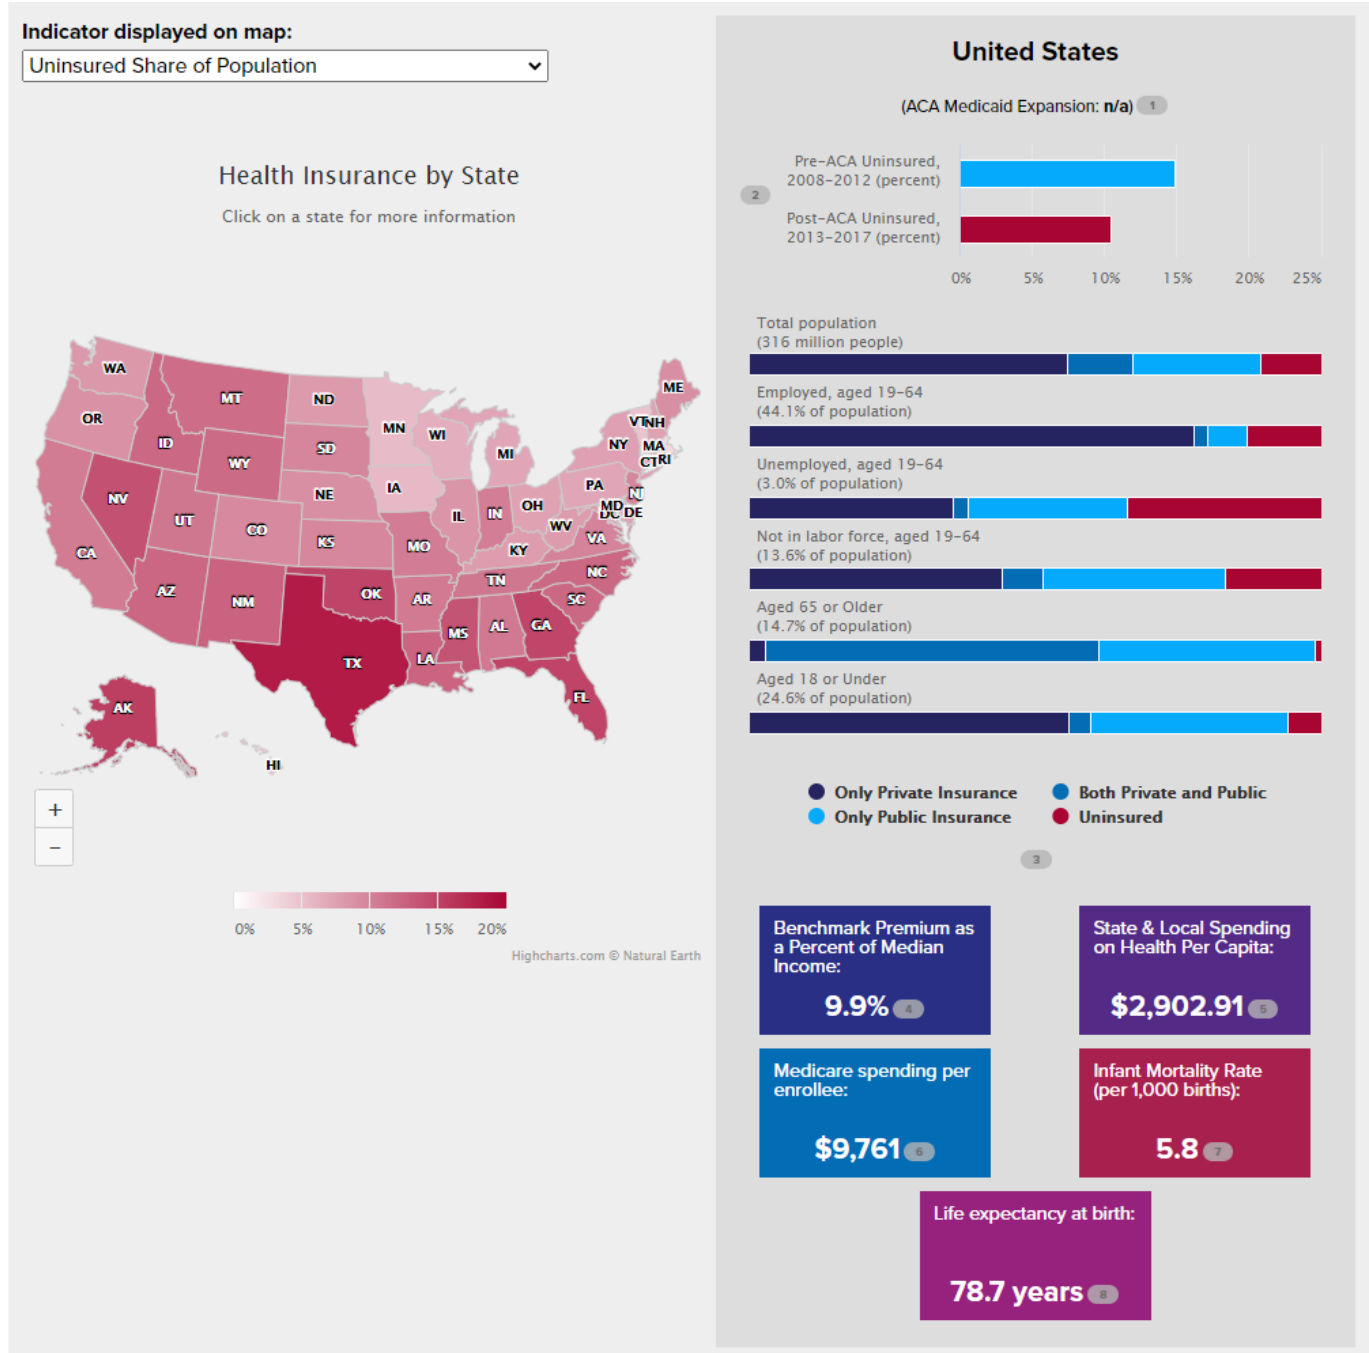 Indicator displayed on map:
Uninsured Share of Population
Health Insurance by State
Click on a state for more information
WA
OR
CA
NV
ID
MT
WY
UT
AZ
CO
NM
ND
SD
NE
KS
OK
TX
MN
IA
MO
AR
LA
WI
IL
MI
IN
OH
KY
TN
MS
AL
GA
FL
SC
NC
VA
WV
PA
NY
VT
NH
ME
MA
CT
RI
NJ
MD
DC
DE
AK
HI
+
−
0% 5% 10% 15% 20%
Highcharts.com © Natural Earth
United States
(ACA Medicaid Expansion: n/a) 1
2
Pre-ACA Uninsured,
2008-2012 (percent)
Post-ACA Uninsured,
2013-2017 (percent)
0% 5% 10% 15% 20% 25%
Total population
(316 million people)
Employed, aged 19-64
(44.1% of population)
Unemployed, aged 19-64
(3.0% of population)
Not in labor force, aged 19-64
(13.6% of population)
Aged 65 or Older
(14.7% of population)
Aged 18 or Under
(24.6% of population)
Only Private Insurance
Both Private and Public
Only Public Insurance
Uninsured
3
Benchmark Premium as
a Percent of Median
Income:
9.9% 4
State & Local Spending
on Health Per Capita:
$2,902.91 5
Medicare spending per
enrollee:
$9,761 6
Infant Mortality Rate
(per 1,000 births):
5.8 7
Life expectancy at birth:
78.7 years 8